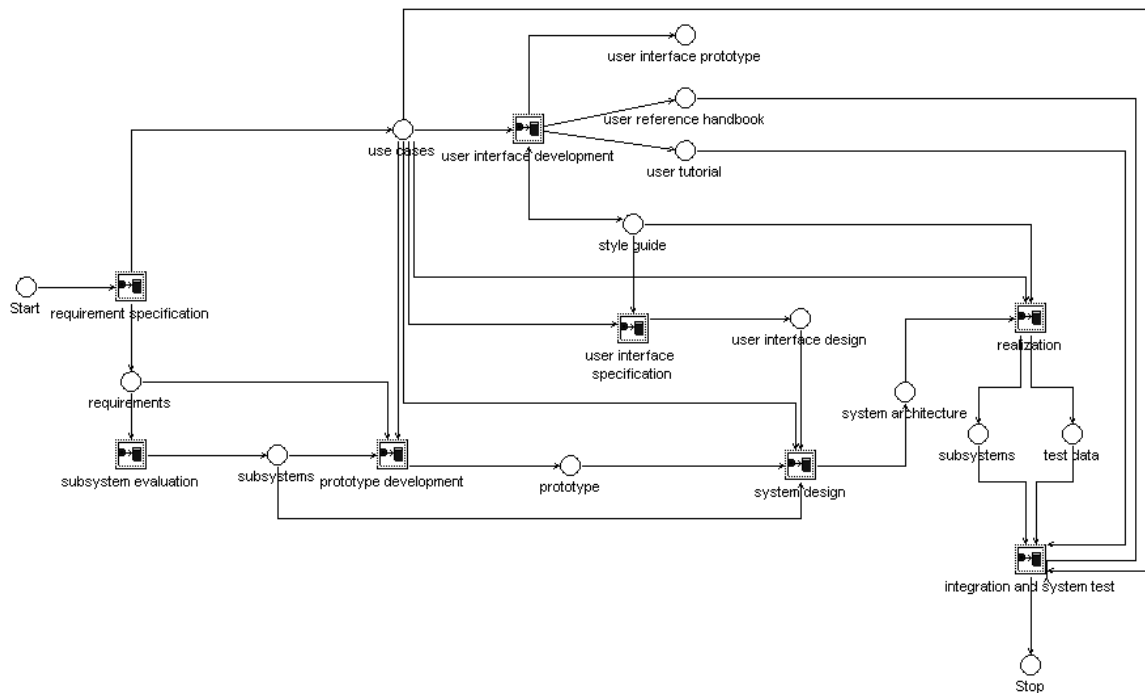 user interface prototype
user reference handbook
use cases
user interface development
user tutorial
style guide
Start
requirement specification
user interface
specification
user interface design
realization
requirements
system architecture
subsystem evaluation
subsystems
prototype development
prototype
system design
subsystems
test data
integration and system test
Stop